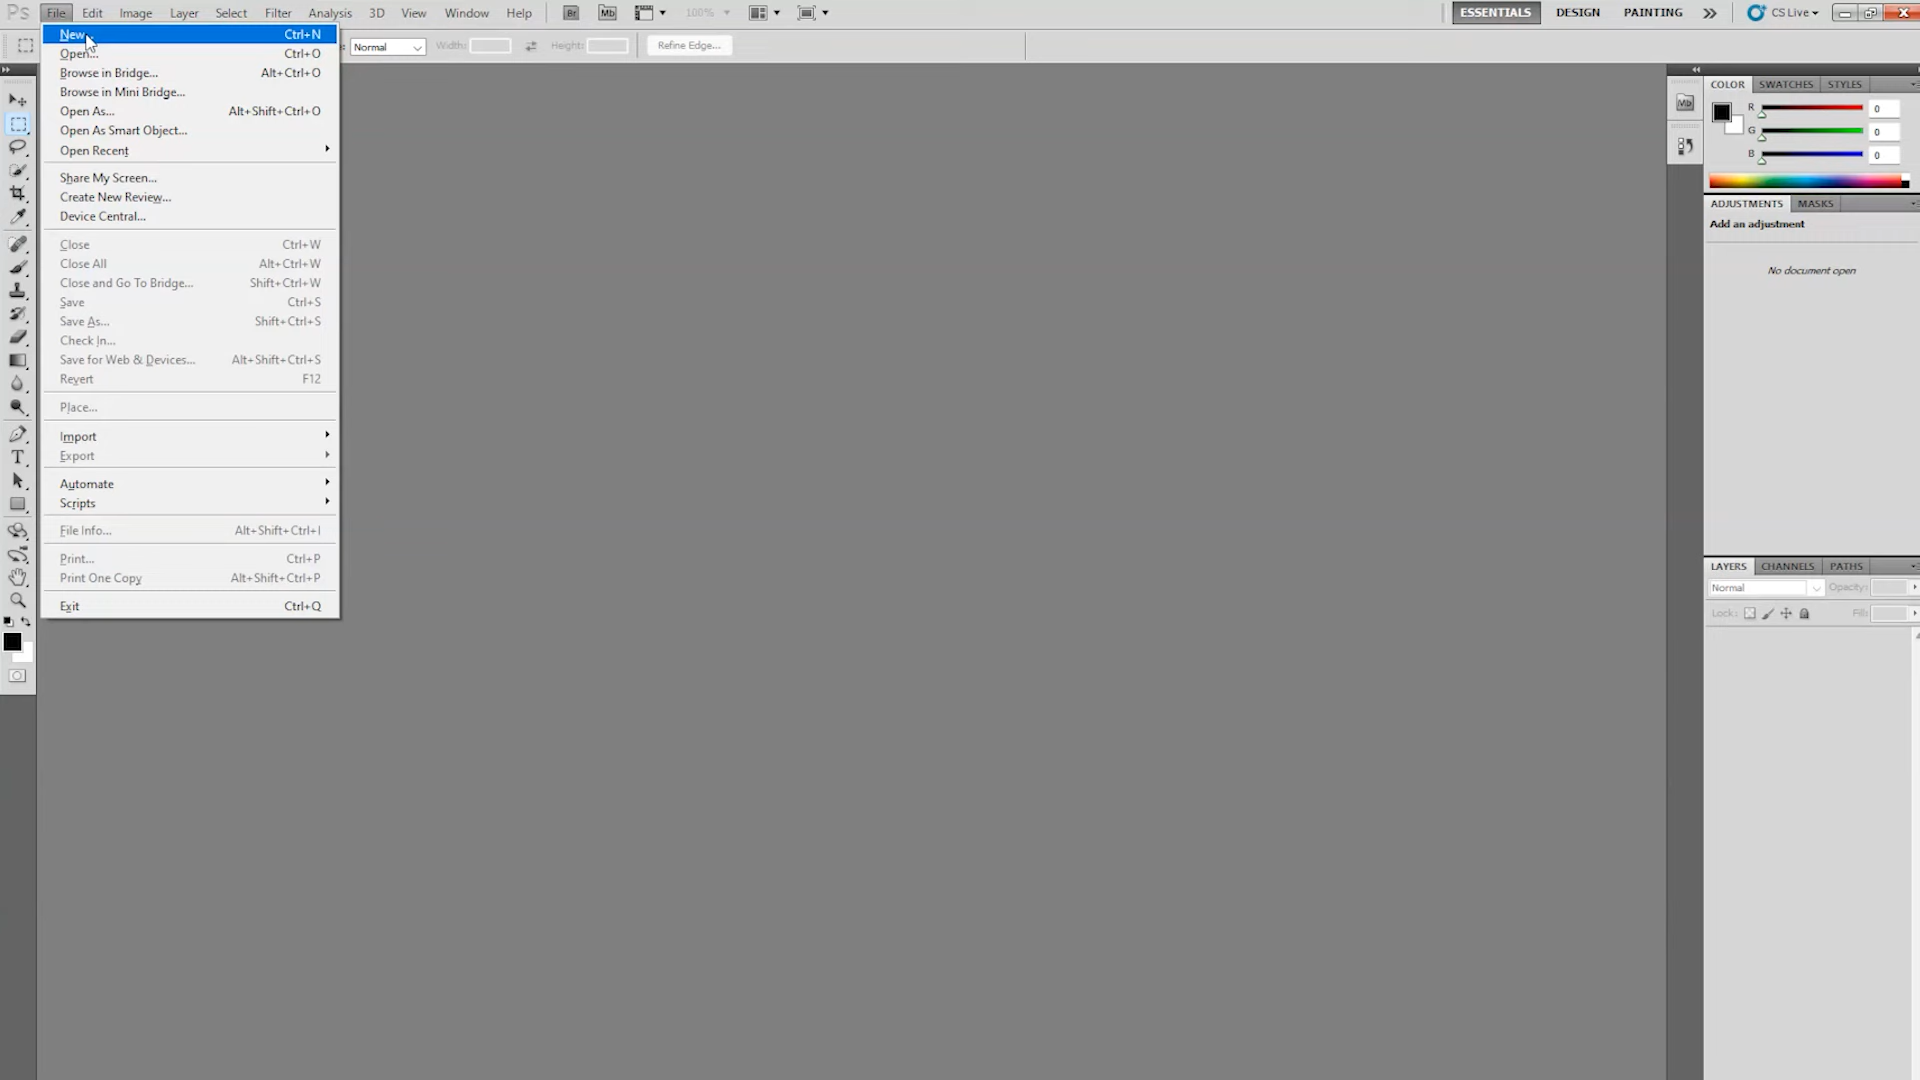 Ps File Edit Image Layer Select Filter Analysis 3D View Window Help Br Mb 100% ESSENTIALS DESIGN PAINTING CS Live
Normal Width: Height: Refine Edge...
New... Ctrl+N
Open... Ctrl+O
Browse in Bridge... Alt+Ctrl+O
Browse in Mini Bridge...
Open As... Alt+Shift+Ctrl+O
Open As Smart Object...
Open Recent
Share My Screen...
Create New Review...
Device Central...
Close Ctrl+W
Close All Alt+Ctrl+W
Close and Go To Bridge... Shift+Ctrl+W
Save Ctrl+S
Save As... Shift+Ctrl+S
Check In...
Save for Web & Devices... Alt+Shift+Ctrl+S
Revert F12
Place...
Import
Export
Automate
Scripts
File Info... Alt+Shift+Ctrl+I
Print... Ctrl+P
Print One Copy Alt+Shift+Ctrl+P
Exit Ctrl+Q
Mb
COLOR SWATCHES STYLES
R 0
G 0
B 0
ADJUSTMENTS MASKS
Add an adjustment
No document open
LAYERS CHANNELS PATHS
Normal Opacity:
Lock: Fill: